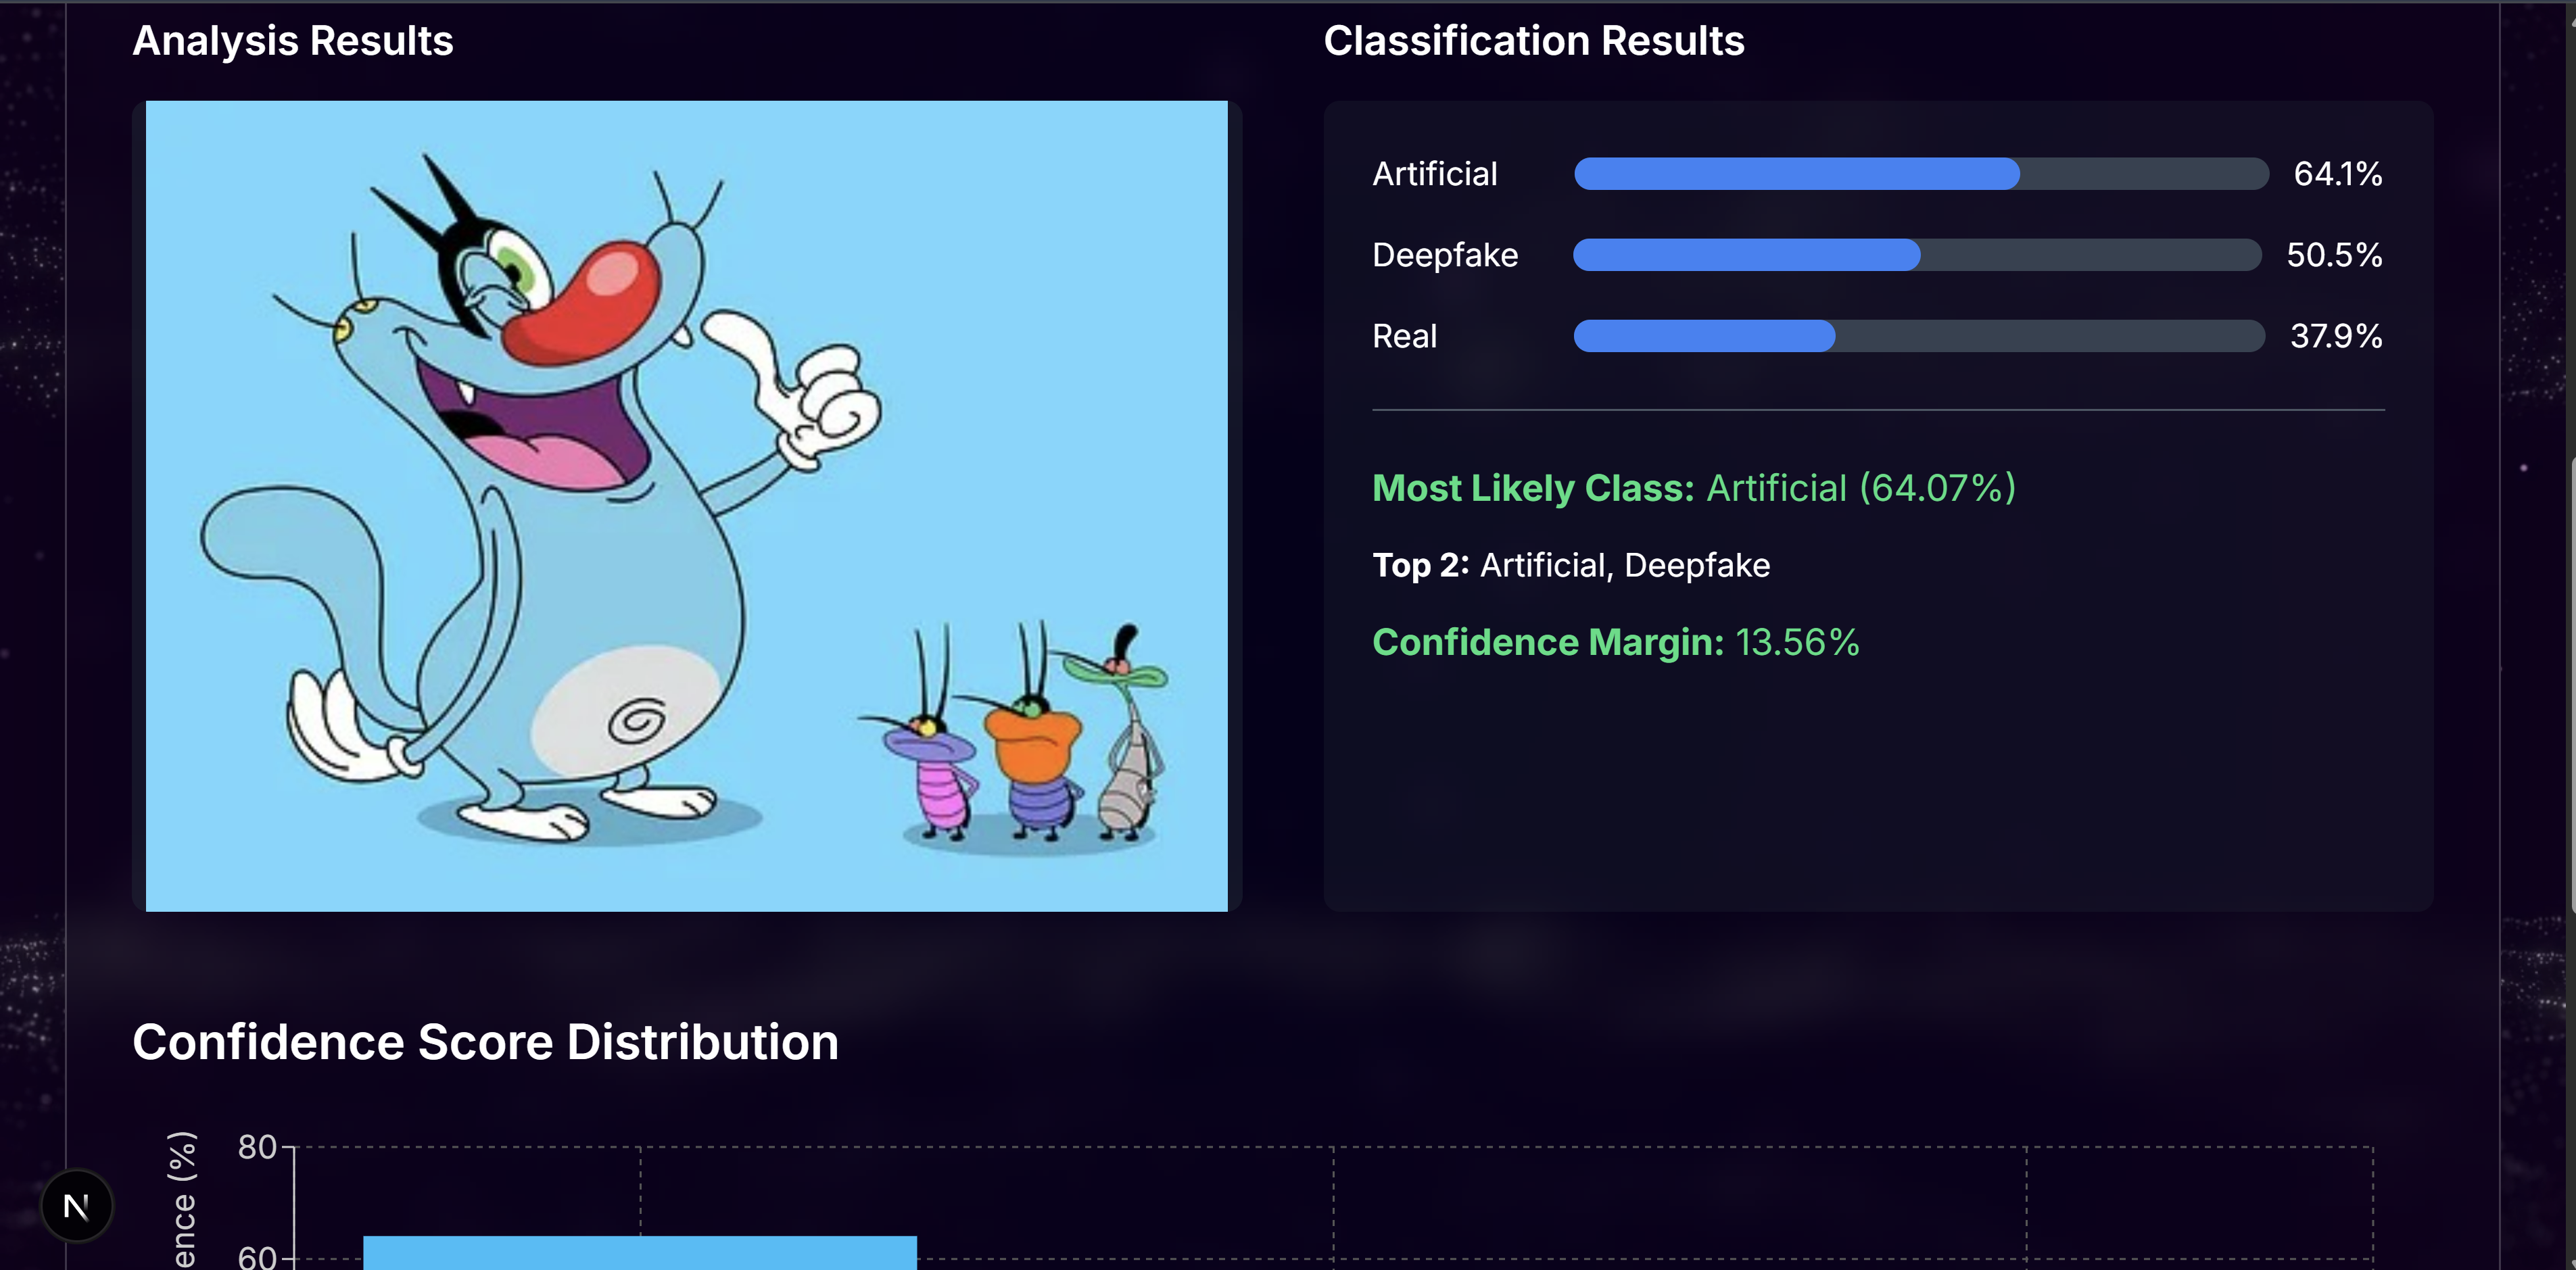 Analysis Results
Classification Results
Artificial 64.1%
Deepfake 50.5%
Real 37.9%
Most Likely Class: Artificial (64.07%)
Top 2: Artificial, Deepfake
Confidence Margin: 13.56%
Confidence Score Distribution
80
60
ence (%)
N